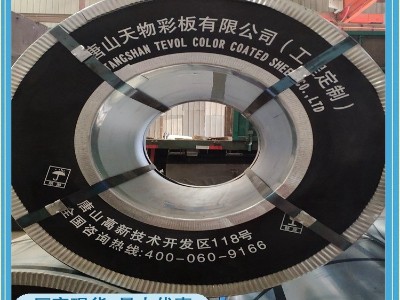 唐山天物彩板有限公司(工程定制)
TANGSHAN TEVOL COLOR COATED SHEET CO.,LTD
唐山高新技术开发区118号
全国咨询热线:400-060-9166